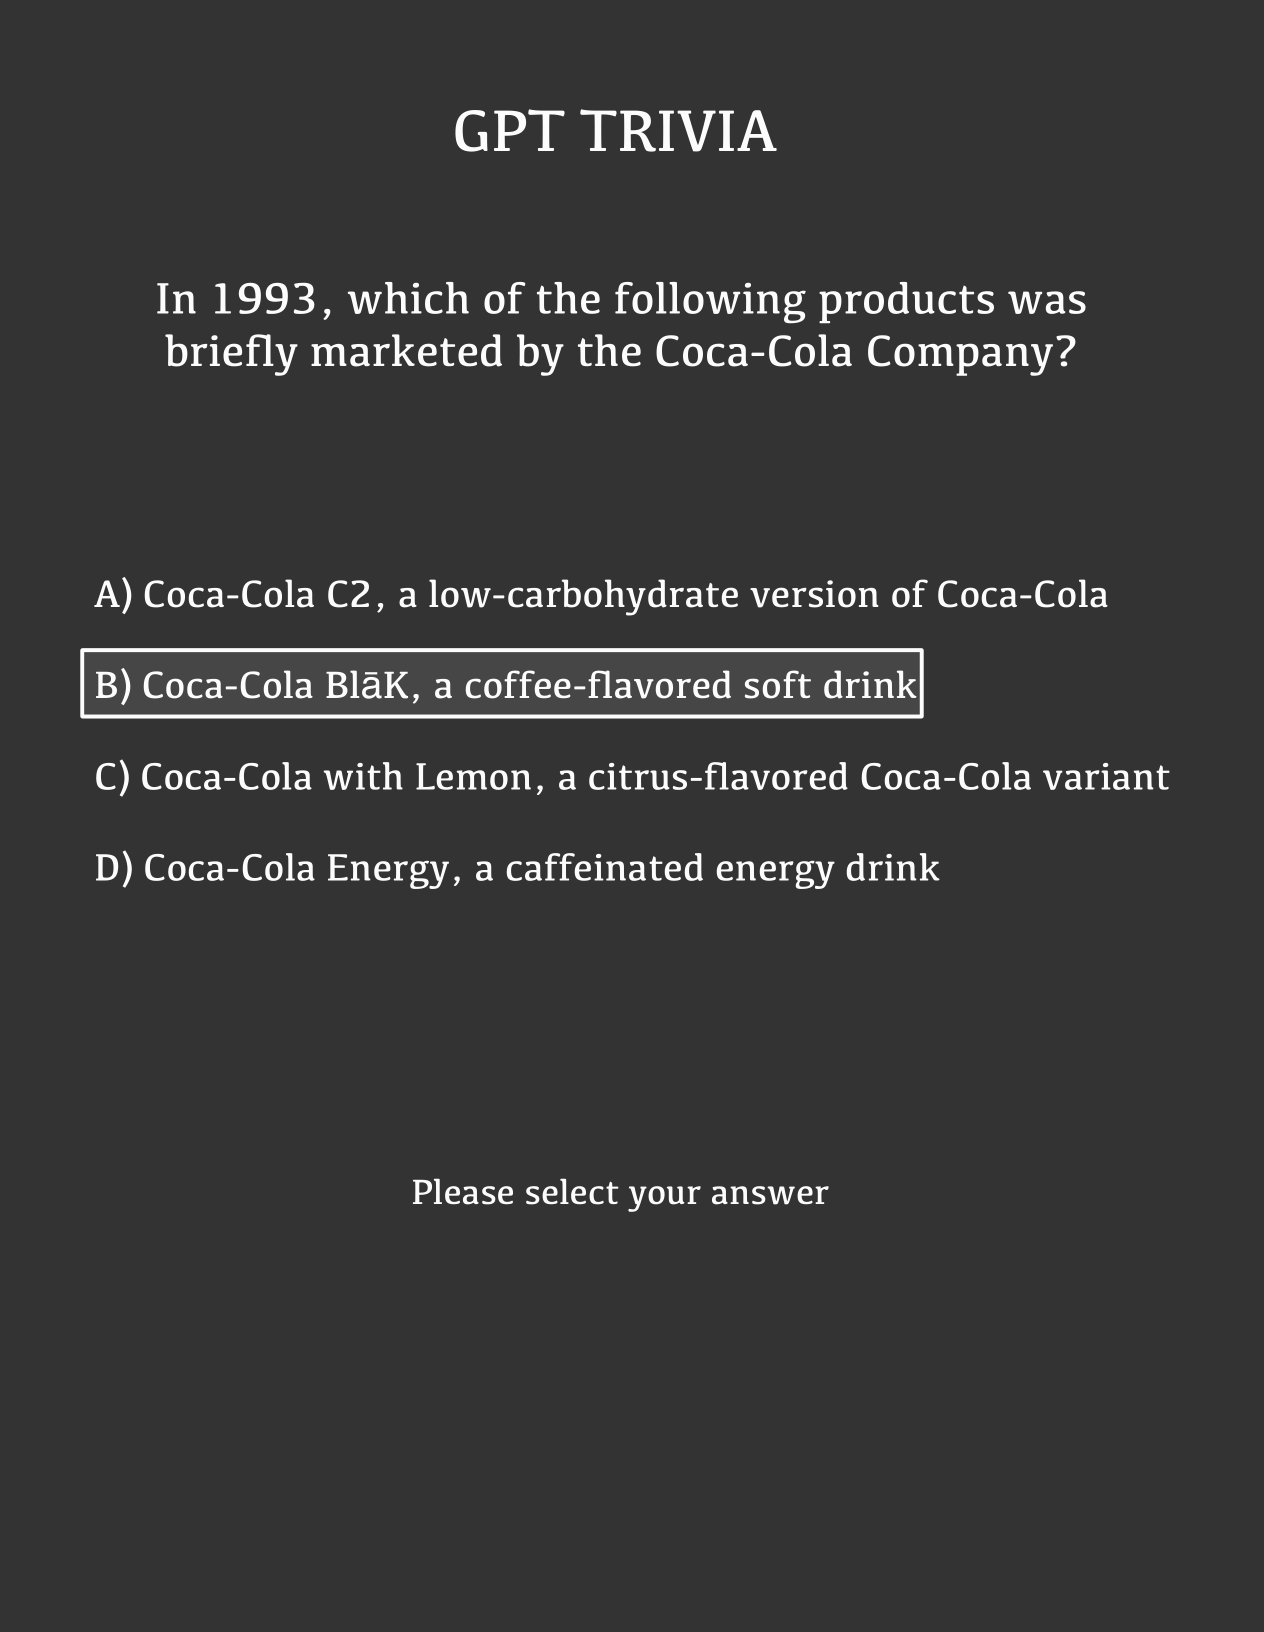 GPT TRIVIA
In 1993, which of the following products was
briefly marketed by the Coca-Cola Company?
A) Coca-Cola C2, a low-carbohydrate version of Coca-Cola
B) Coca-Cola BlāK, a coffee-flavored soft drink
C) Coca-Cola with Lemon, a citrus-flavored Coca-Cola variant
D) Coca-Cola Energy, a caffeinated energy drink
Please select your answer